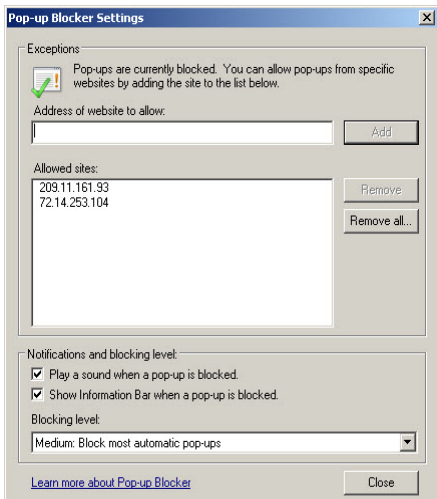 Pop-up Blocker Settings
Exceptions
Pop-ups are currently blocked. You can allow pop-ups from specific
websites by adding the site to the list below.
Address of website to allow:
Add
Allowed sites:
209.11.161.93
72.14.253.104
Remove
Remove all...
Notifications and blocking level:
Play a sound when a pop-up is blocked.
Show Information Bar when a pop-up is blocked.
Blocking level:
Medium: Block most automatic pop-ups
Learn more about Pop-up Blocker
Close